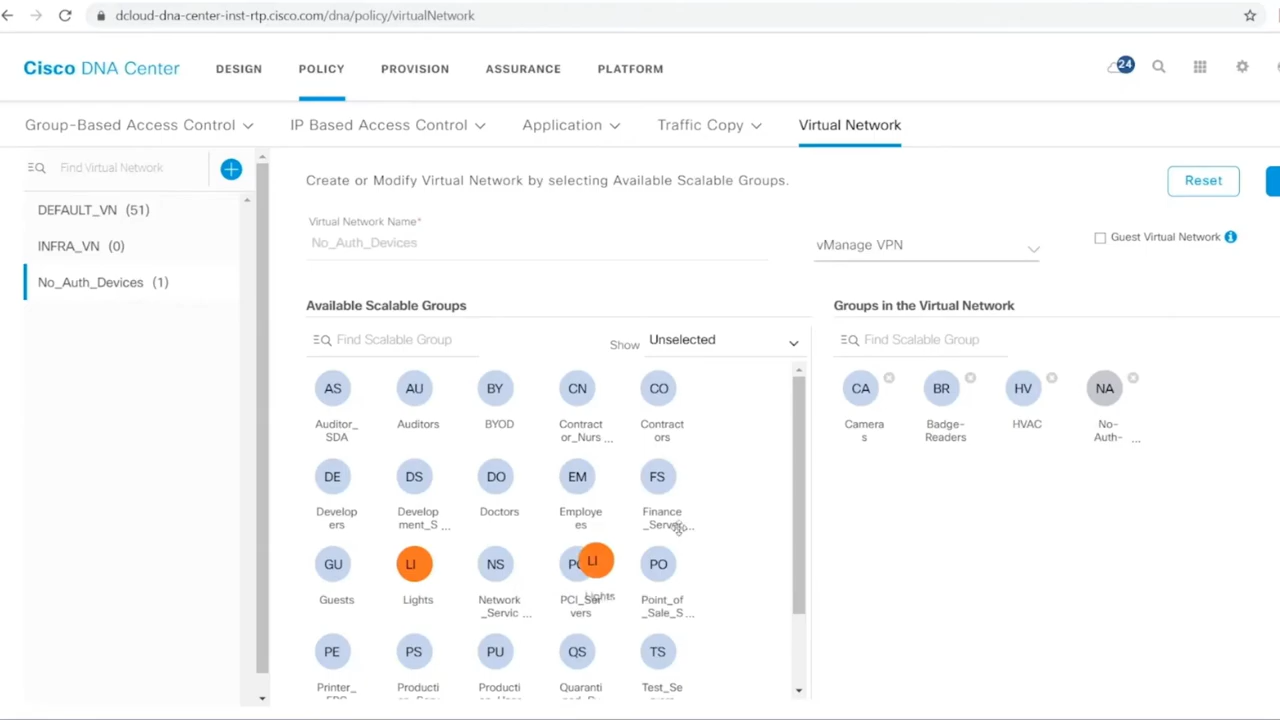 dcloud-dna-center-inst-rtp.cisco.com/dna/policy/virtualNetwork
Cisco DNA Center
DESIGN
POLICY
PROVISION
ASSURANCE
PLATFORM
24
Group-Based Access Control
IP Based Access Control
Application
Traffic Copy
Virtual Network
Find Virtual Network
DEFAULT_VN (51)
INFRA_VN (0)
No_Auth_Devices (1)
Create or Modify Virtual Network by selecting Available Scalable Groups.
Reset
Virtual Network Name*
No_Auth_Devices
vManage VPN
Guest Virtual Network
Available Scalable Groups
Find Scalable Group
Show
Unselected
AS AU BY CN CO
Auditor_ Auditors BYOD Contract Contract
SDA or_Nurs ... ors
DE DS DO EM FS
Develop Develop Doctors Employe Finance
ers ment_S ... es
GU LI NS LI PO
Guests Lights Network PCI_Ser Lights Point_of
_Servic ... vers _Sale_S...
PE PS PU QS TS
Printer_ Producti Producti Quaranti Test_Se
Groups in the Virtual Network
Find Scalable Group
CA BR HV NA
Camera Badge- HVAC No-
s Readers Auth- ...